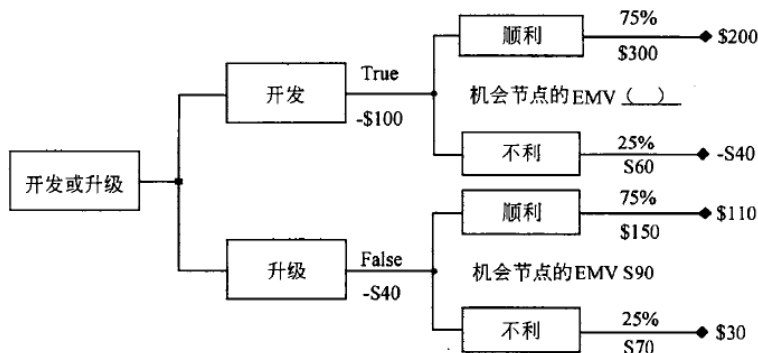 75%
顺利
$200
True
$300
开发
机会节点的EMV （ ）
-$100
25%
不利
-S40
S60
开发或升级
75%
顺利
$110
False
$150
升级
机会节点的EMV S90
-S40
25%
不利
$30
S70